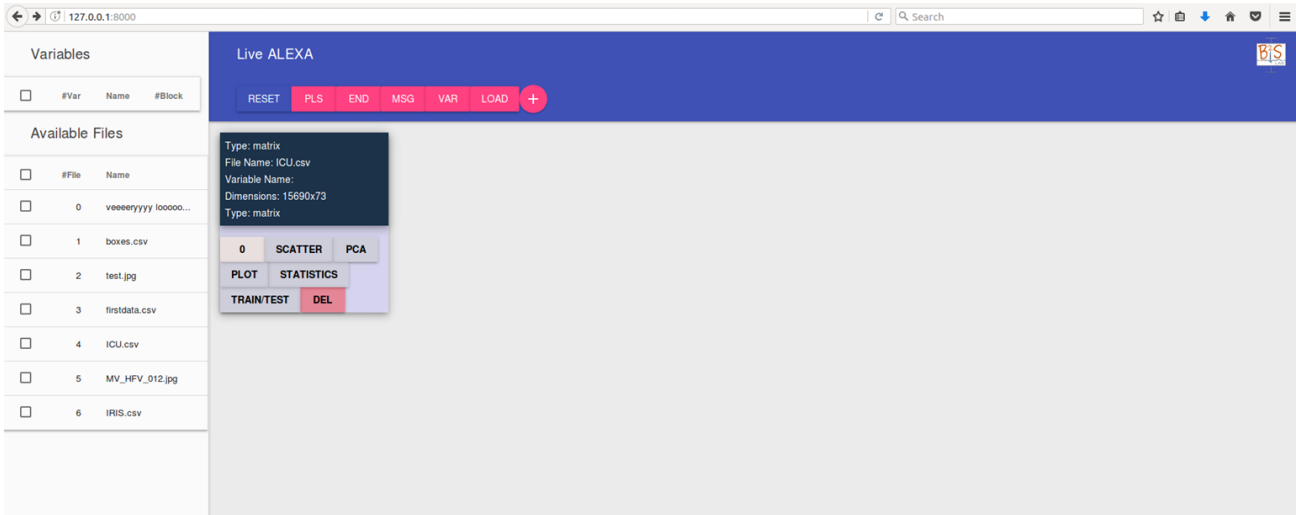 127.0.0.1:8000
Search
Variables
#Var Name #Block
Available Files
#File Name
0 veeeeryyyy looooo...
1 boxes.csv
2 test.jpg
3 firstdata.csv
4 ICU.csv
5 MV_HFV_012.jpg
6 IRIS.csv
Live ALEXA
BiS
RESET PLS END MSG VAR LOAD +
Type: matrix
File Name: ICU.csv
Variable Name:
Dimensions: 15690x73
Type: matrix
0 SCATTER PCA
PLOT STATISTICS
TRAIN/TEST DEL